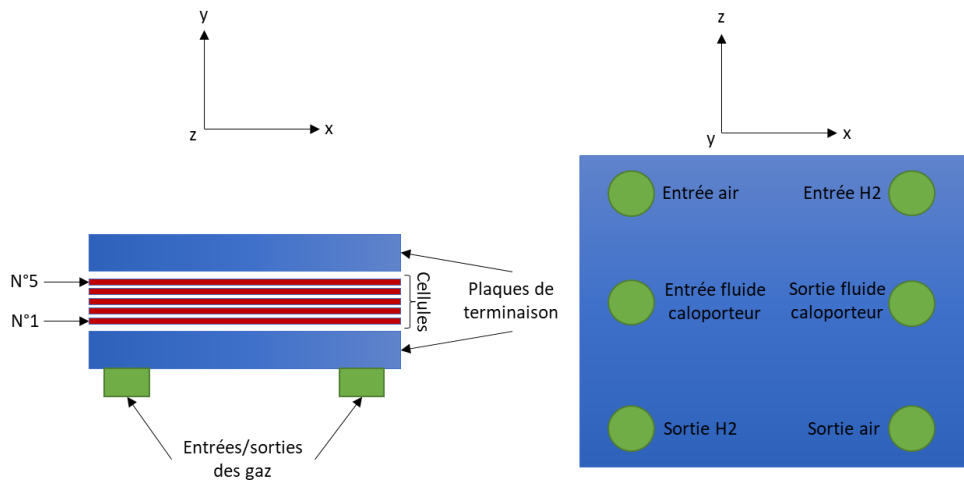 y
z
x
N°5
N°1
Cellules
Plaques de
terminaison
Entrées/sorties
des gaz
z
y
x
Entrée air
Entrée H2
Entrée fluide
caloporteur
Sortie fluide
caloporteur
Sortie H2
Sortie air